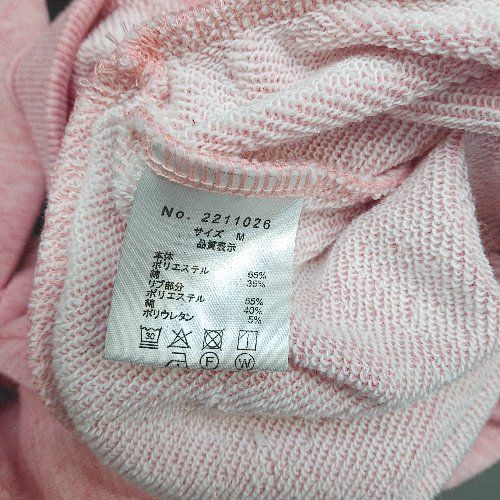 No. 2211026
サイズ M
品質表示
本体
ポリエステル 65%
綿 35%
リブ部分
ポリエステル 55%
綿 40%
ポリウレタン 5%
30
F W